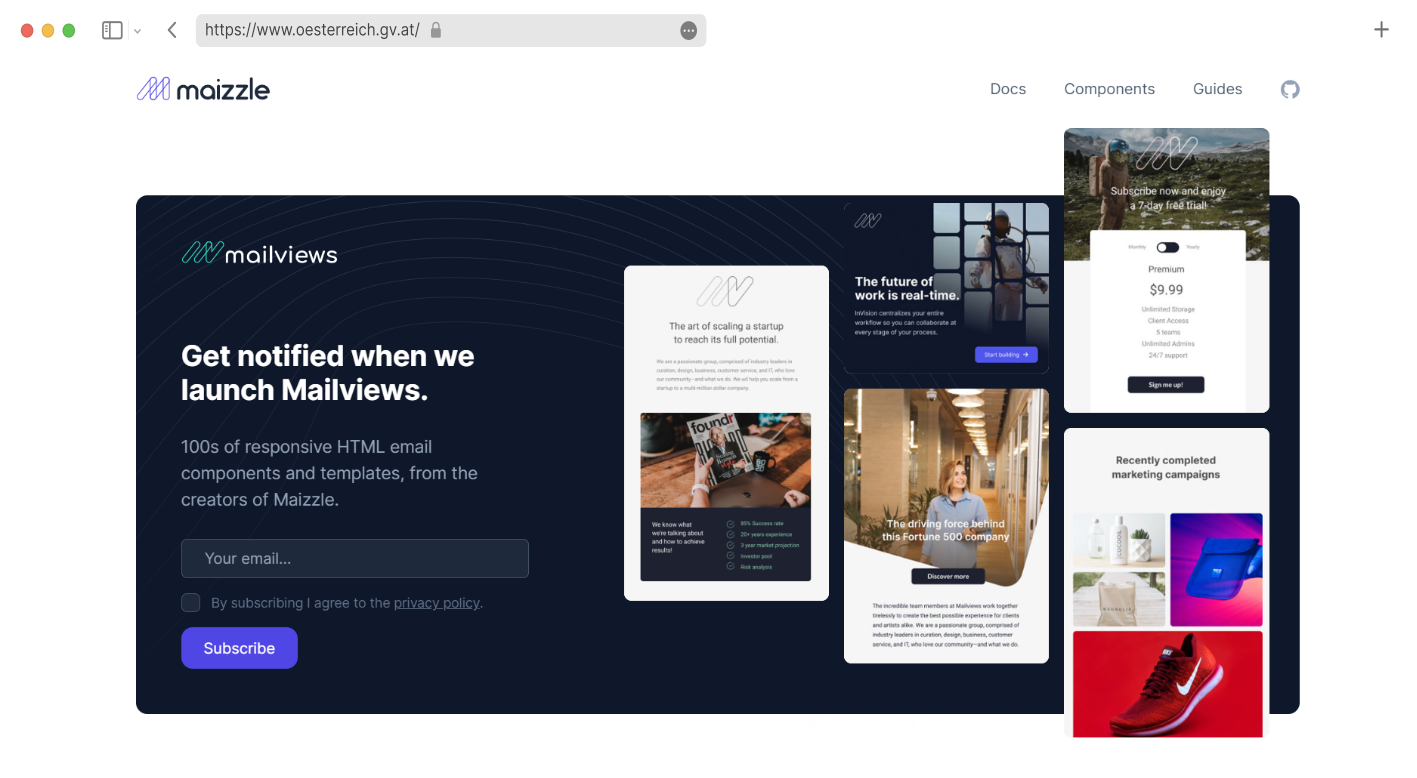 https://www.oesterreich.gv.at/
maizzle
Docs
Components
Guides
mailviews
Get notified when we
launch Mailviews.
100s of responsive HTML email
components and templates, from the
creators of Maizzle.
Your email...
By subscribing I agree to the privacy policy.
Subscribe
The art of scaling a startup
to reach its full potential.
We are a passionate group, comprised of industry leaders in
curation, design, business, customer service, and IT, who love
our community—and what we do. We will help you scale from a
startup to a multi-million dollar company.
foundr
We know what
we're talking about
and how to achieve
results!
85% Success rate
20+ years experience
3 year market projection
Investor pool
Risk analysis
The future of
work is real-time.
InVision centralizes your entire
workflow so you can collaborate at
every stage of your process.
Start building →
The driving force behind
this Fortune 500 company
Discover more
The incredible team members at Mailviews work together
tirelessly to create the best possible experience for clients
and artists alike. We are a passionate group, comprised of
industry leaders in curation, design, business, customer
service, and IT, who love our community—and what we do.
Subscribe now and enjoy
a 7-day free trial!
Monthly
Yearly
Premium
$9.99
Unlimited Storage
Client Access
5 teams
Unlimited Admins
24/7 support
Sign me up!
Recently completed
marketing campaigns